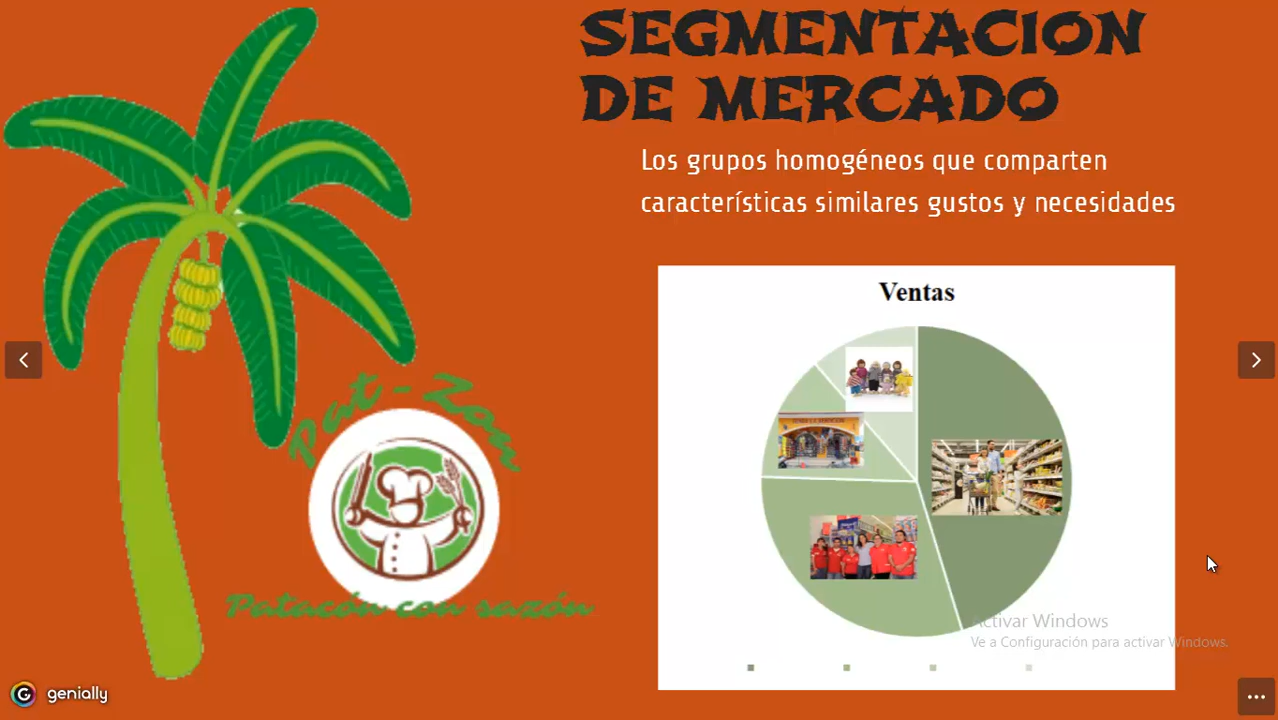 SEGMENTACION
DE MERCADO
Los grupos homogéneos que comparten
características similares gustos y necesidades
Ventas
Pat-Zon
Patacón con sazón
Activar Windows
Ve a Configuración para activar Windows.
genially